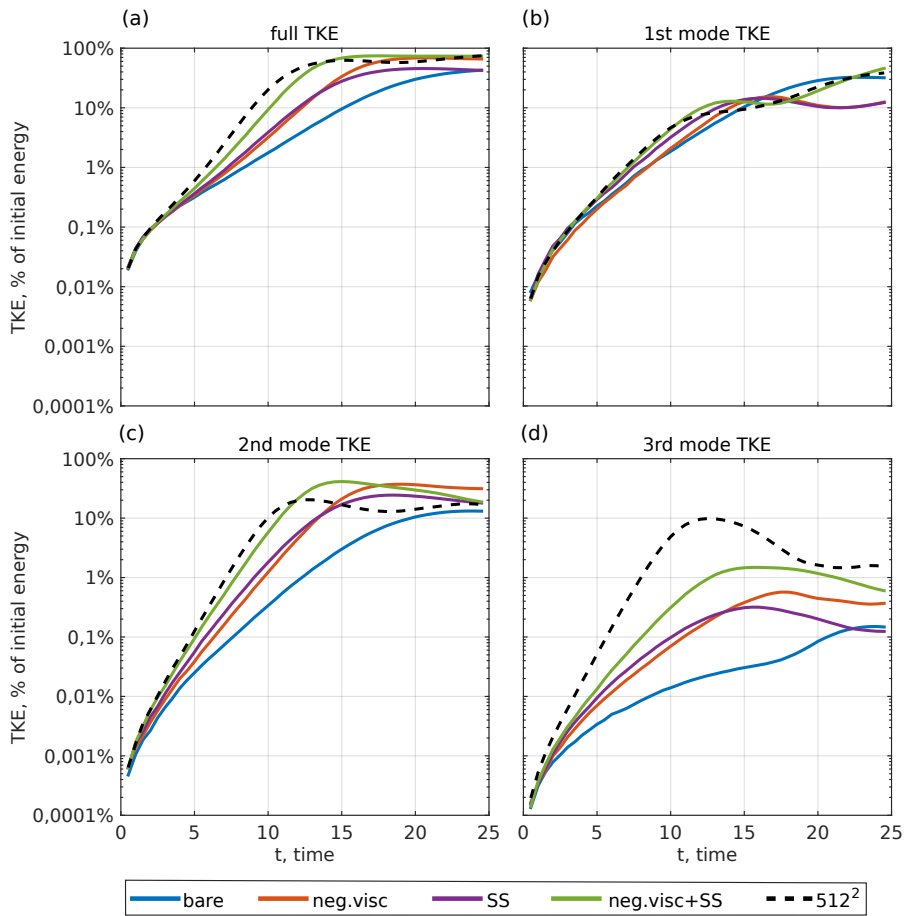 (a)
full TKE
(b)
1st mode TKE
TKE, % of initial energy
100%
10%
1%
0,1%
0,01%
0,001%
0,0001%
(c)
2nd mode TKE
(d)
3rd mode TKE
TKE, % of initial energy
100%
10%
1%
0,1%
0,01%
0,001%
0,0001%
0 5 10 15 20 25
0 5 10 15 20 25
t, time
t, time
bare neg.visc SS neg.visc+SS 512²